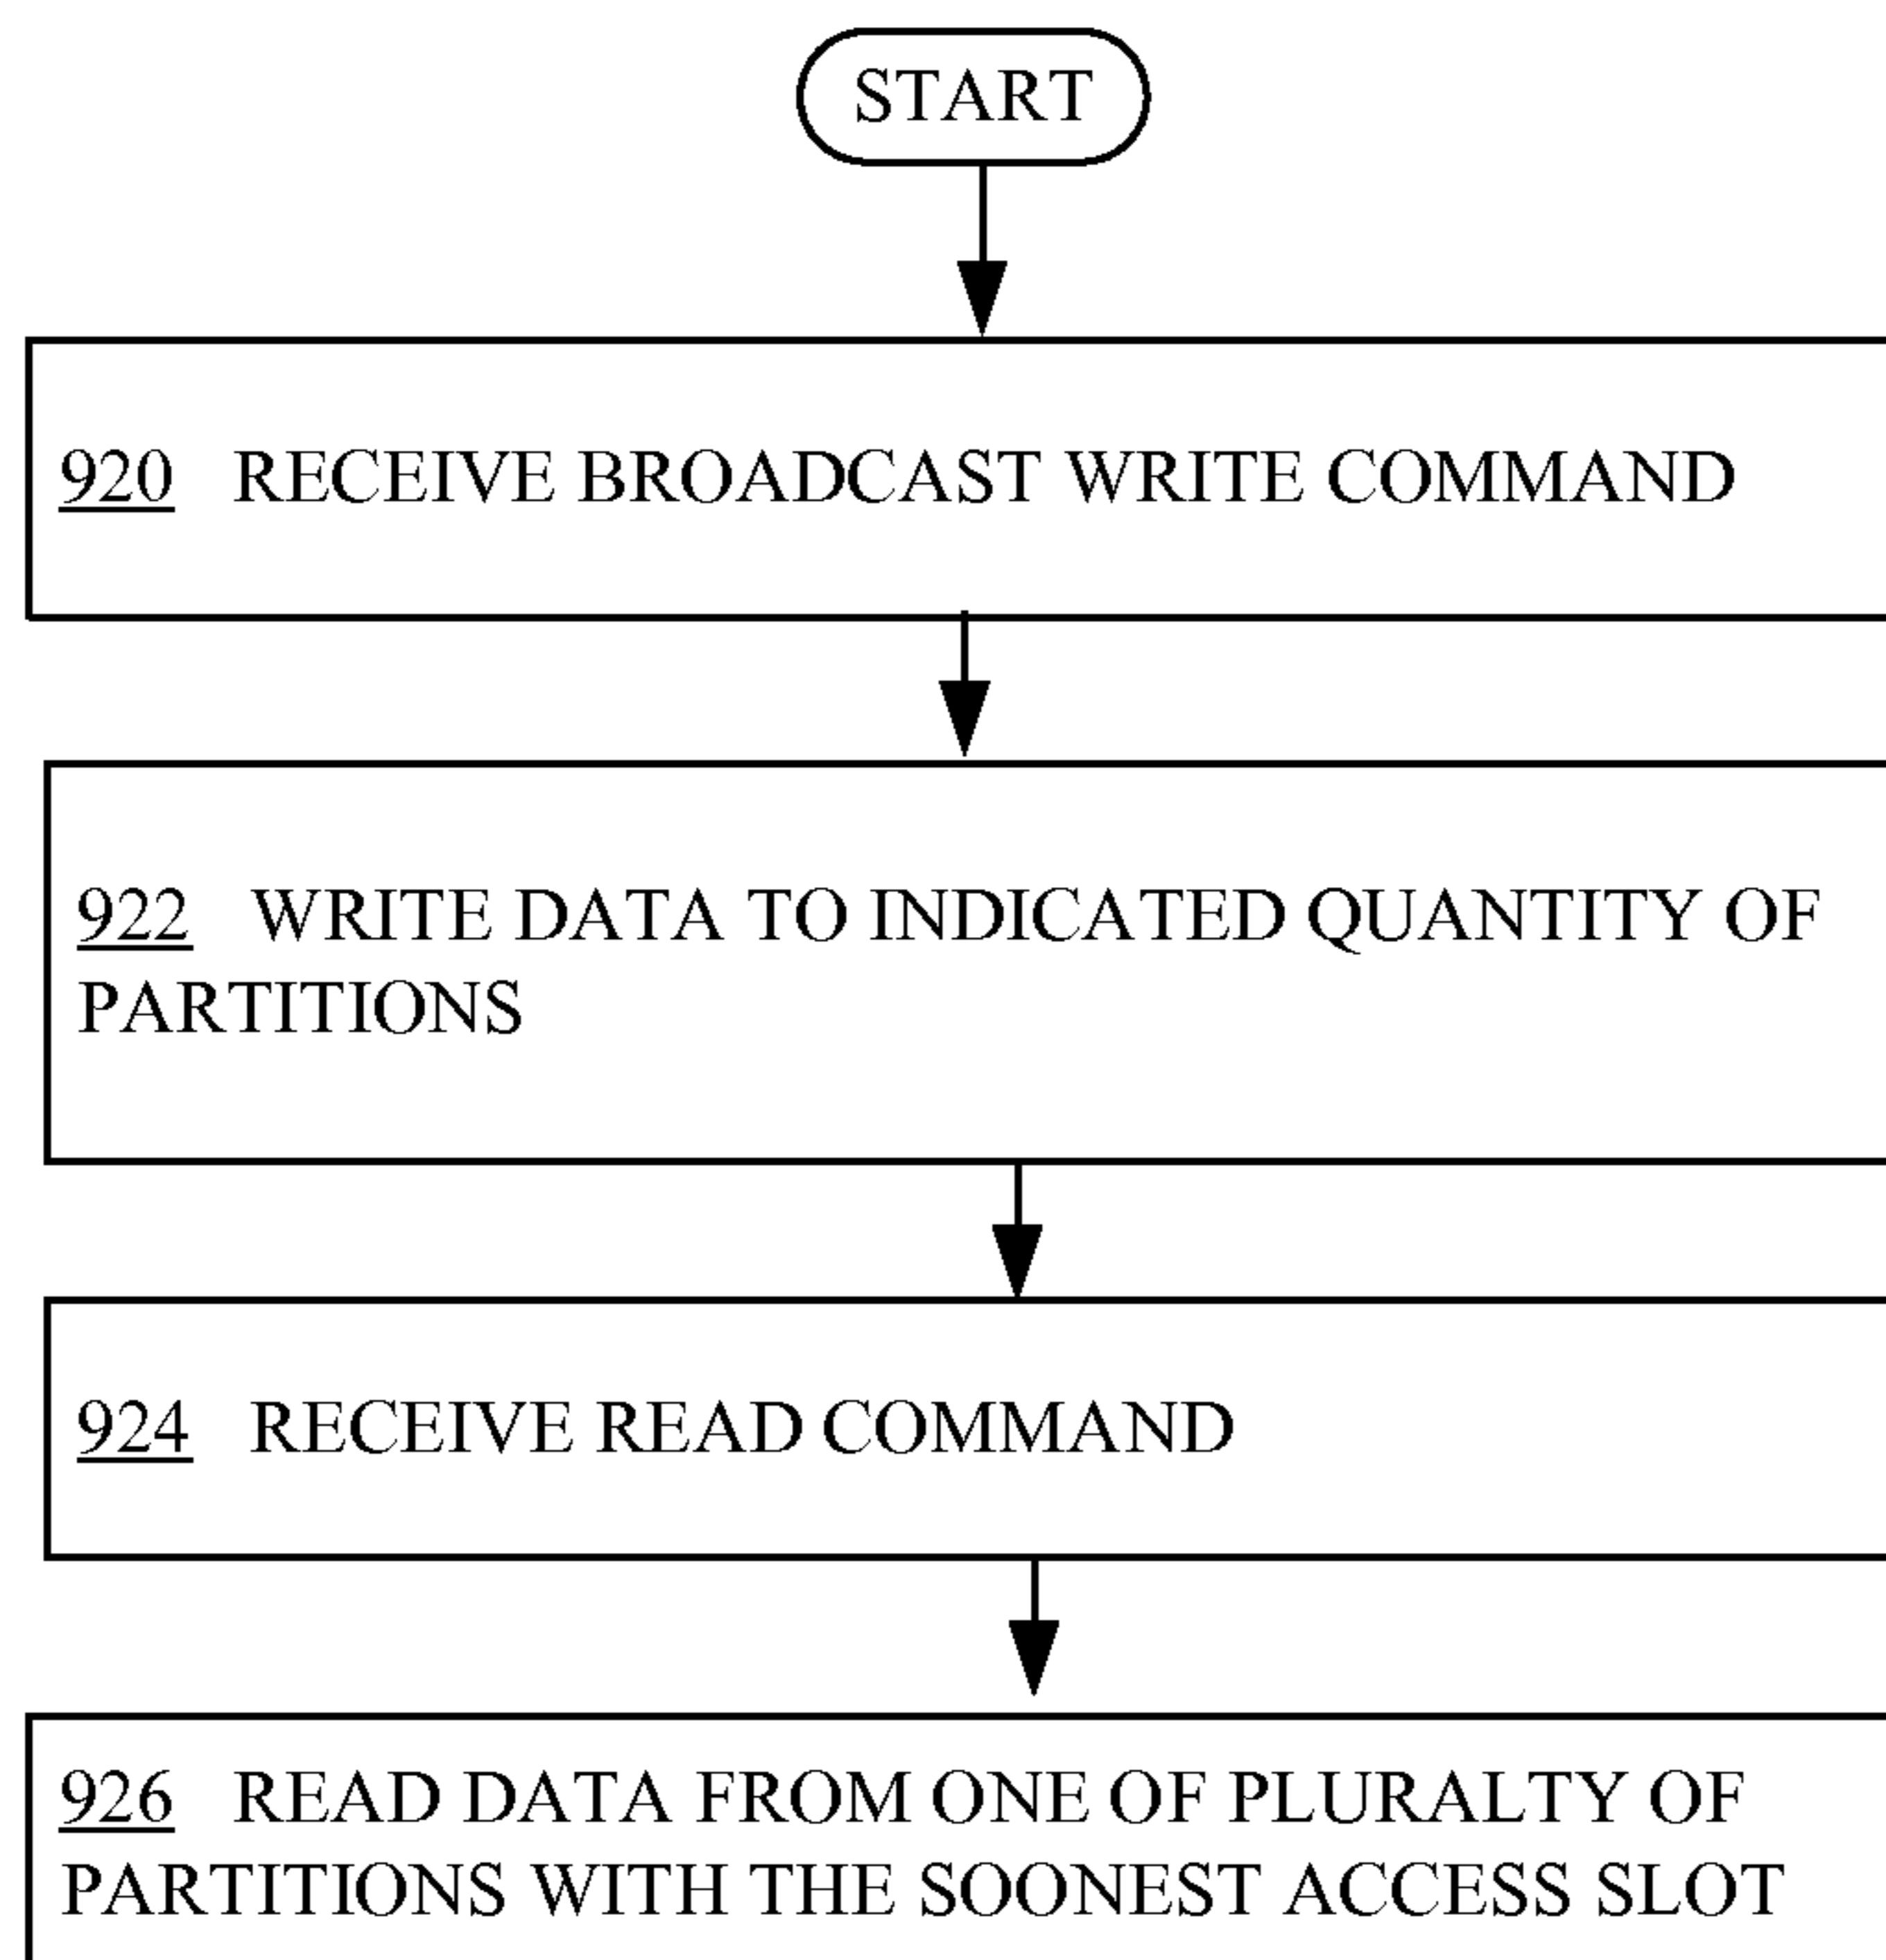 START
920 RECEIVE BROADCAST WRITE COMMAND
922 WRITE DATA TO INDICATED QUANTITY OF
PARTITIONS
924 RECEIVE READ COMMAND
926 READ DATA FROM ONE OF PLURALTY OF
PARTITIONS WITH THE SOONEST ACCESS SLOT